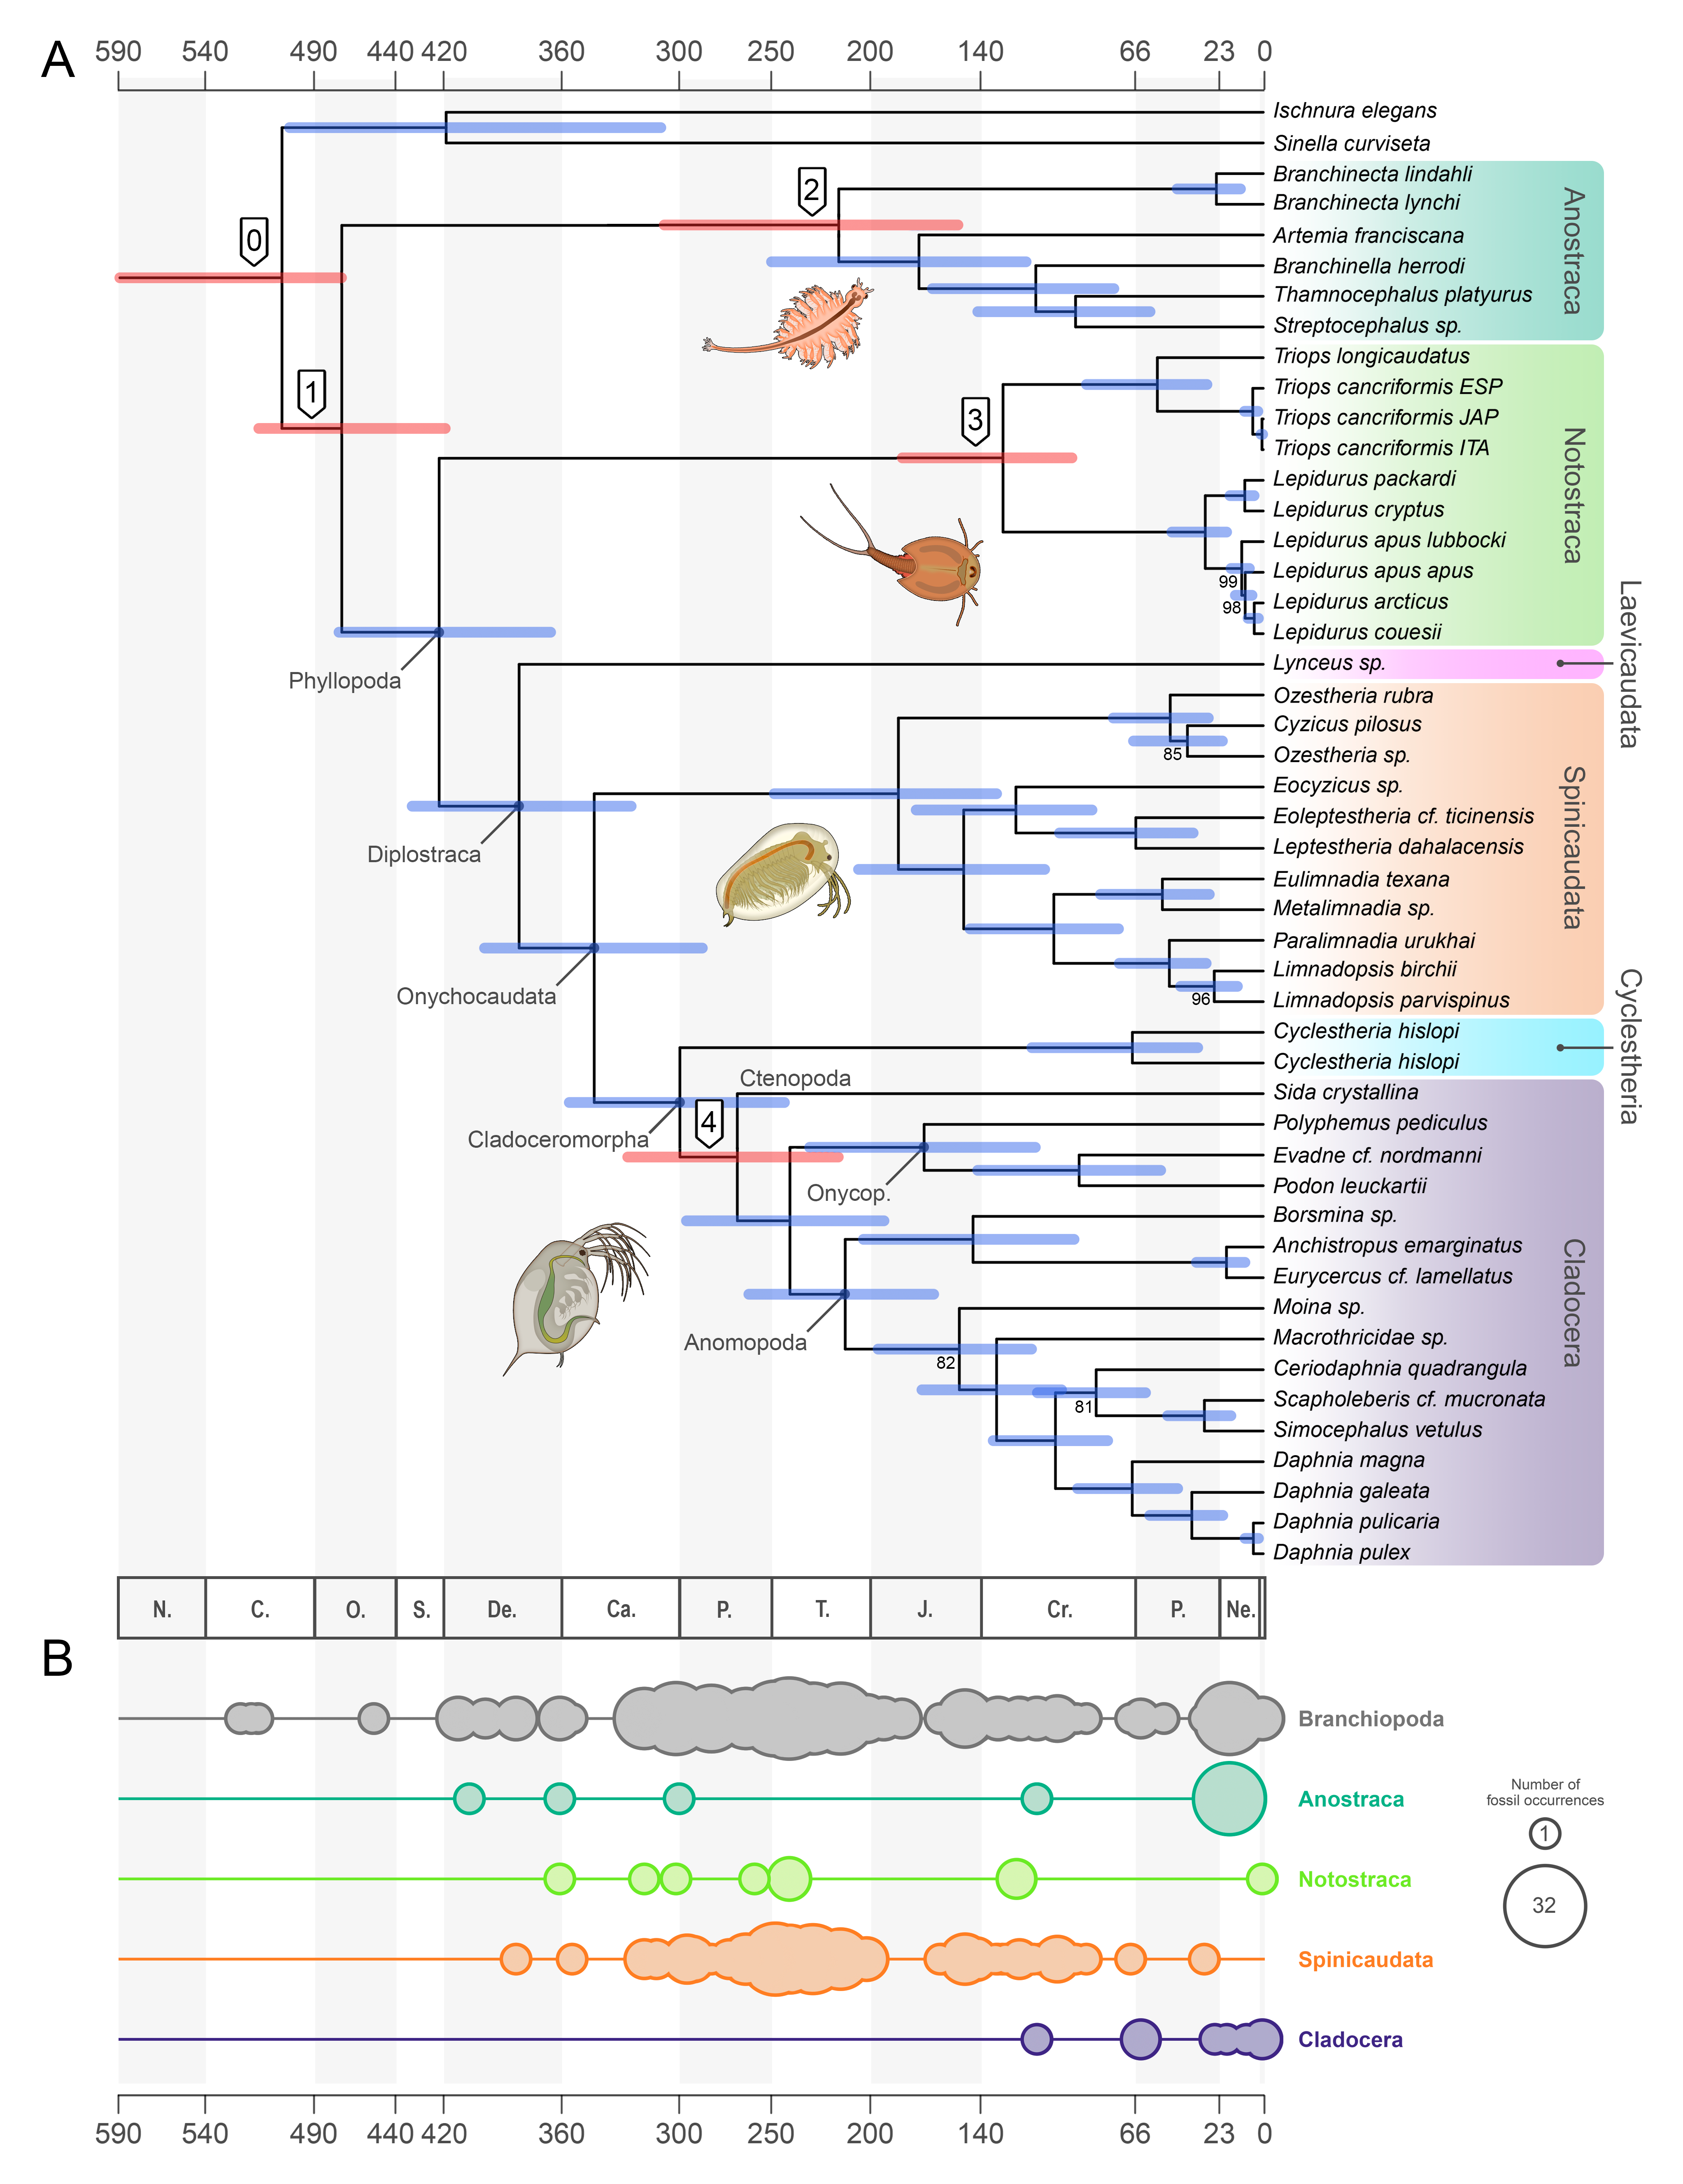 A
590 540 490 440 420 360 300 250 200 140 66 23 0
Ischnura elegans
Sinella curviseta
Branchinecta lindahli
2
Branchinecta lynchi
0
Artemia franciscana
Branchinella herrodi
Thamnocephalus platyurus
Streptocephalus sp.
Anostraca
Triops longicaudatus
1
Triops cancriformis ESP
3
Triops cancriformis JAP
Triops cancriformis ITA
Lepidurus packardi
Lepidurus cryptus
Lepidurus apus lubbocki
Lepidurus apus apus
99
Lepidurus arcticus
98
Lepidurus couesii
Notostraca
Lynceus sp.
Laevicaudata
Phyllopoda
Ozestheria rubra
Cyzicus pilosus
Ozestheria sp.
85
Eocyzicus sp.
Eoleptestheria cf. ticinensis
Leptestheria dahalacensis
Diplostraca
Eulimnadia texana
Metalimnadia sp.
Paralimnadia urukhai
Limnadopsis birchii
Limnadopsis parvispinus
96
Spinicaudata
Onychocaudata
Cyclestheria hislopi
Cyclestheria hislopi
Cyclestheria
Ctenopoda
Sida crystallina
4
Polyphemus pediculus
Cladoceromorpha
Evadne cf. nordmanni
Podon leuckartii
Onycop.
Borsmina sp.
Anchistropus emarginatus
Eurycercus cf. lamellatus
Moina sp.
Macrothricidae sp.
Anomopoda
82
Ceriodaphnia quadrangula
Scapholeberis cf. mucronata
81
Simocephalus vetulus
Daphnia magna
Daphnia galeata
Daphnia pulicaria
Daphnia pulex
Cladocera
N. C. O. S. De. Ca. P. T. J. Cr. P. Ne.
B
Branchiopoda
Anostraca
Notostraca
Spinicaudata
Cladocera
Number of
fossil occurrences
1
32
590 540 490 440 420 360 300 250 200 140 66 23 0